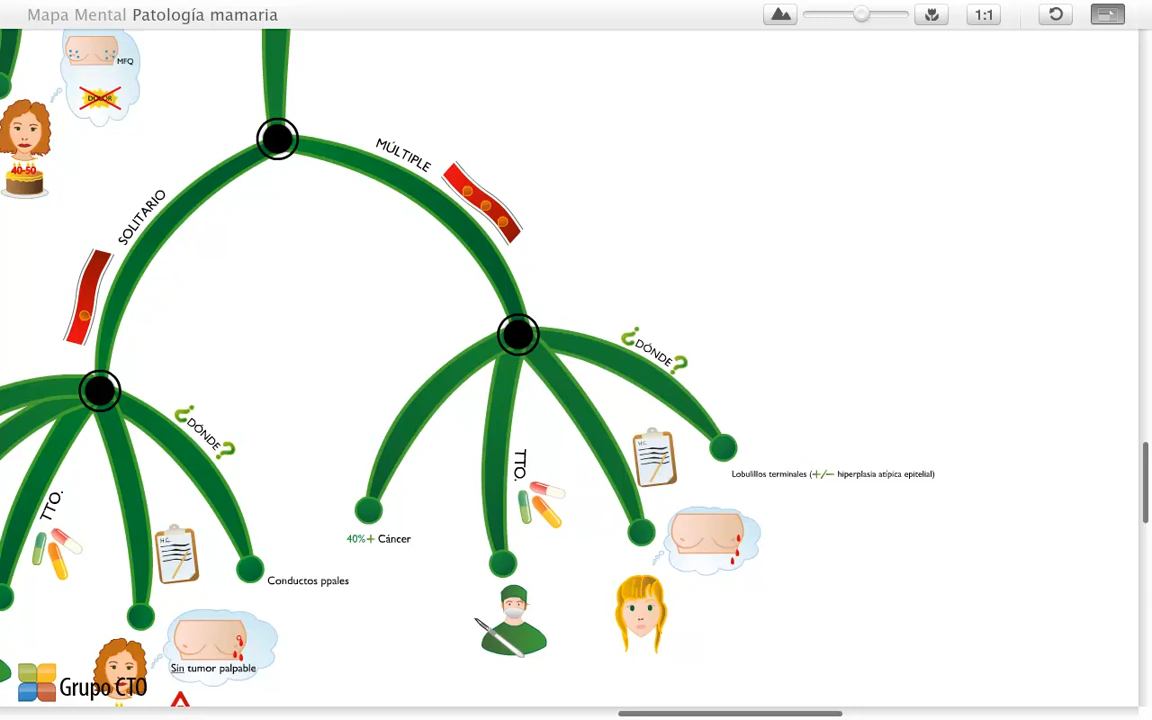 Mapa Mental Patología mamaria
1:1
MFQ
DOLOR
40-50
SOLITARIO
MÚLTIPLE
¿DÓNDE?
¿DÓNDE?
TTO.
TTO.
H.C.
H.C.
Lobulillos terminales (+/− hiperplasia atípica epitelial)
40%+ Cáncer
Conductos ppales
Sin tumor palpable
Grupo CTO